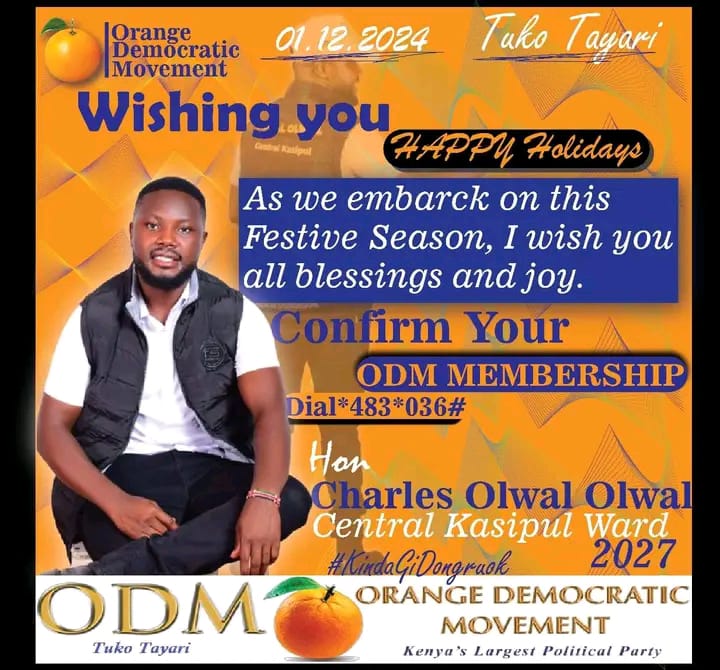 Orange
Democratic
Movement
01.12.2024
Tuko Tayari
Wishing you
HAPPY Holidays
Central Kasipul
As we embarck on this
Festive Season, I wish you
all blessings and joy.
Confirm Your
ODM MEMBERSHIP
Dial*483*036#
Hon
Charles Olwal Olwal
Central Kasipul Ward
2027
#KindaGiDongruok
ODM
Tuko Tayari
ORANGE DEMOCRATIC
MOVEMENT
Kenya's Largest Political Party